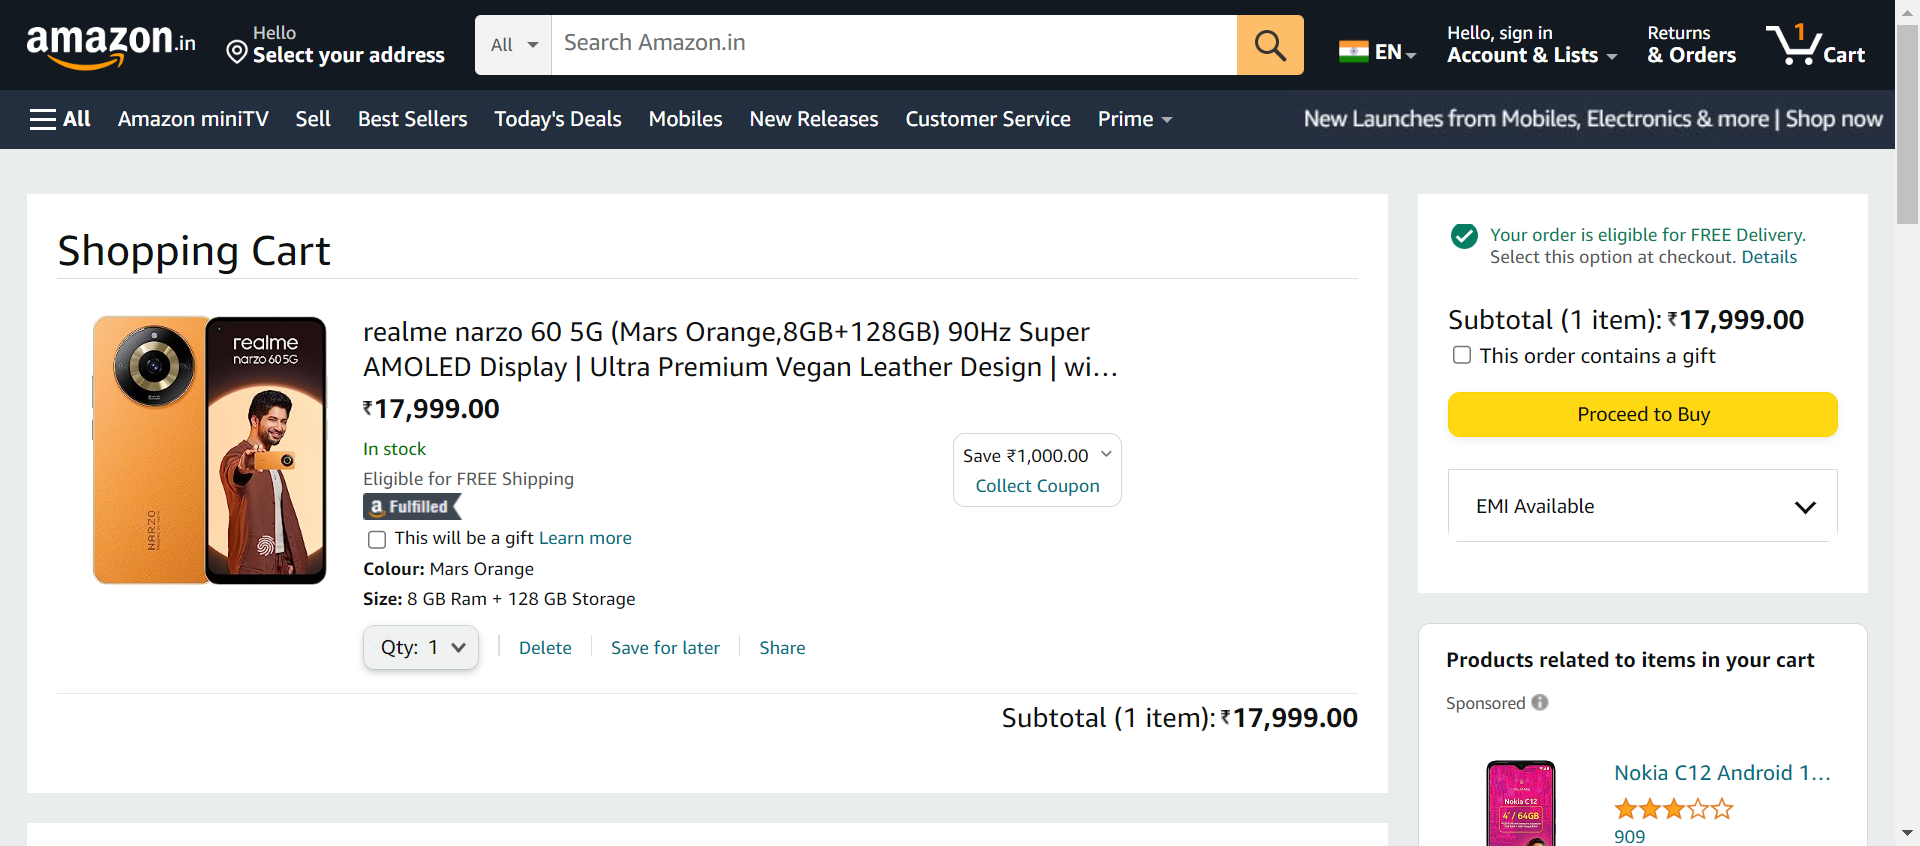 amazon.in
Hello
Select your address
All
Search Amazon.in
EN
Hello, sign in
Account & Lists
Returns
& Orders
1
Cart
All
Amazon miniTV
Sell
Best Sellers
Today's Deals
Mobiles
New Releases
Customer Service
Prime
New Launches from Mobiles, Electronics & more | Shop now
Shopping Cart
realme
narzo 60 5G
NARZO
realme narzo 60 5G (Mars Orange,8GB+128GB) 90Hz Super
AMOLED Display | Ultra Premium Vegan Leather Design | wi...
₹17,999.00
In stock
Eligible for FREE Shipping
a Fulfilled
This will be a gift Learn more
Colour: Mars Orange
Size: 8 GB Ram + 128 GB Storage
Qty: 1
Delete
Save for later
Share
Save ₹1,000.00
Collect Coupon
Subtotal (1 item): ₹17,999.00
Your order is eligible for FREE Delivery.
Select this option at checkout. Details
Subtotal (1 item): ₹17,999.00
This order contains a gift
Proceed to Buy
EMI Available
Products related to items in your cart
Sponsored
Nokia C12
4*/64GB
Nokia C12 Android 1...
909